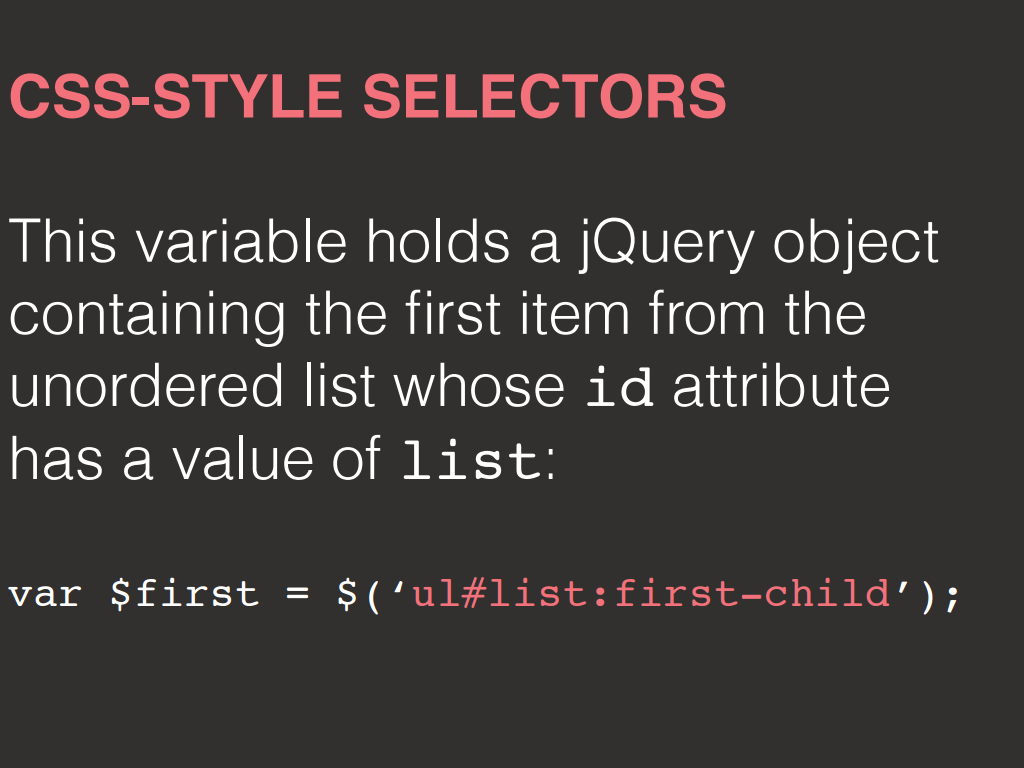 CSS-STYLE SELECTORS
This variable holds a jQuery object
containing the first item from the
unordered list whose id attribute
has a value of list:
var $first = $(‘ul#list:first-child’);